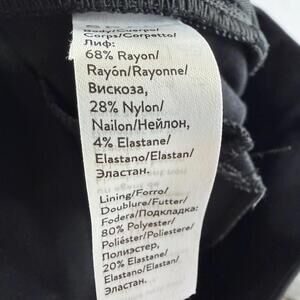 Body/Cuerpo/
Corps/Corpetto/
Лиф:
68% Rayon/
Rayón/Rayonne/
Вискоза,
28% Nylon/
Nailon/Нейлон,
4% Elastane/
Elastano/Elastan/
Эластан.
Lining/Forro/
Doublure/Futter/
Fodera/Подкладка:
80% Polyester/
Poliéster/Poliestere/
Полиэстер,
20% Elastane/
Elastano/Elastan/
Эластан.